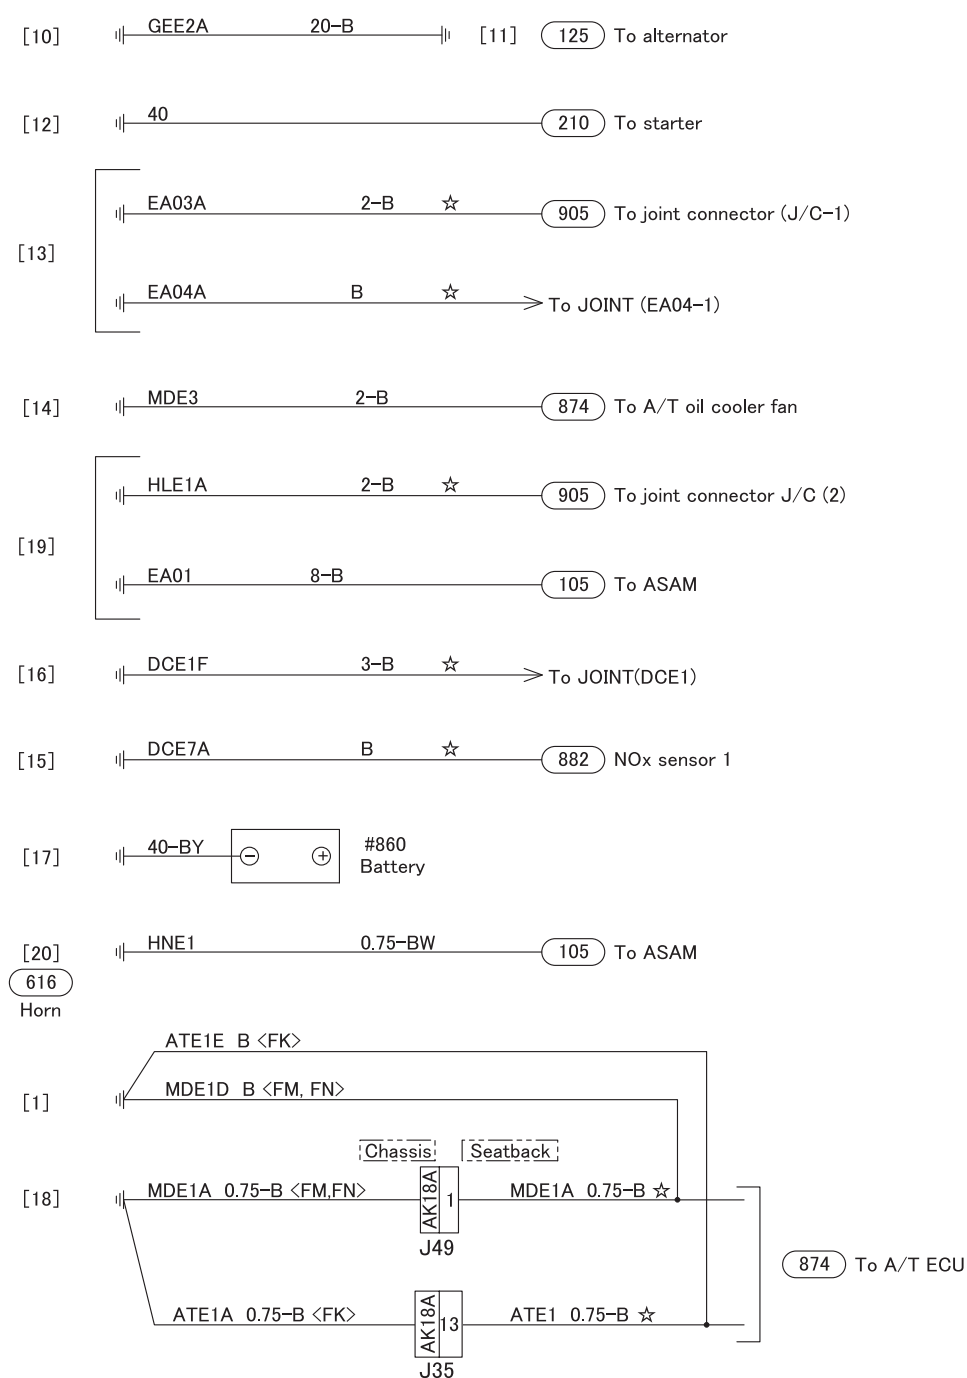 [10] GEE2A 20-B [11] 125 To alternator
[12] 40 210 To starter
[13]
EA03A 2-B ☆ 905 To joint connector (J/C-1)
EA04A B ☆ To JOINT (EA04-1)
[14] MDE3 2-B 874 To A/T oil cooler fan
[19]
HLE1A 2-B ☆ 905 To joint connector J/C (2)
EA01 8-B 105 To ASAM
[16] DCE1F 3-B ☆ To JOINT(DCE1)
[15] DCE7A B ☆ 882 NOx sensor 1
[17] 40-BY - + #860
Battery
[20] HNE1 0.75-BW 105 To ASAM
616
Horn
ATE1E B <FK>
[1] MDE1D B <FM, FN>
Chassis Seatback
[18] MDE1A 0.75-B <FM,FN> AK18A 1 MDE1A 0.75-B ☆
J49
874 To A/T ECU
ATE1A 0.75-B <FK> AK18A 13 ATE1 0.75-B ☆
J35